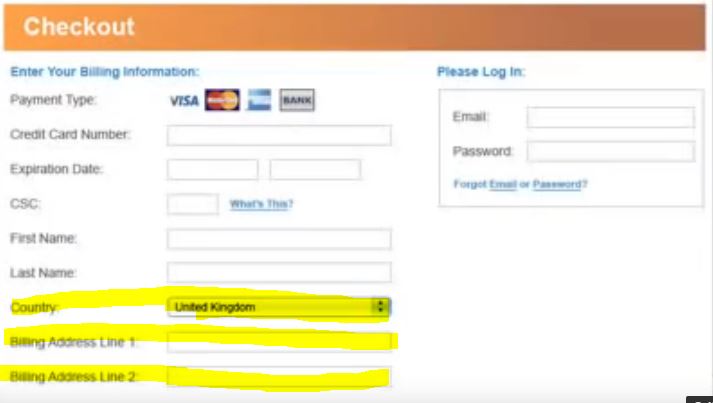 Checkout
Enter Your Billing Information:
Payment Type: VISA MasterCard BANK
Credit Card Number:
Expiration Date:
CSC: What's This?
First Name:
Last Name:
Country: United Kingdom
Billing Address Line 1:
Billing Address Line 2:
Please Log In:
Email:
Password:
Forgot Email or Password?